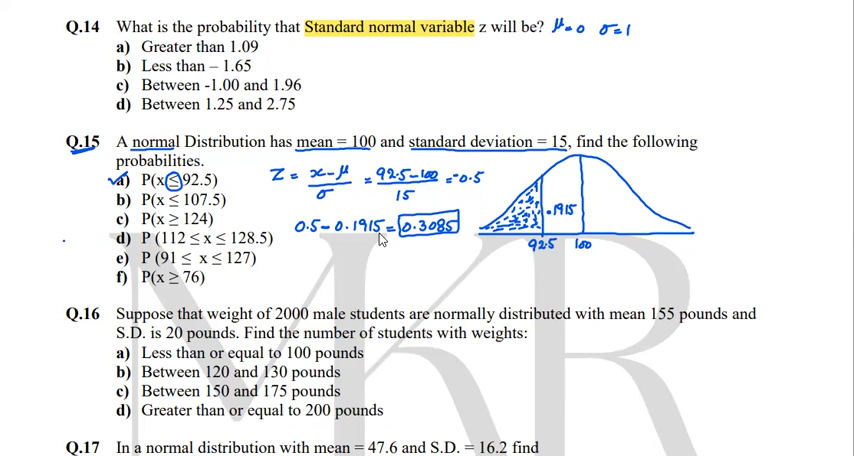 Q.14 What is the probability that Standard normal variable z will be? μ=0 σ=1
a) Greater than 1.09
b) Less than – 1.65
c) Between -1.00 and 1.96
d) Between 1.25 and 2.75
Q.15 A normal Distribution has mean = 100 and standard deviation = 15, find the following
probabilities.
a) P(x ≤ 92.5)
Z = x-μ/σ = 92.5-100/15 = -0.5
b) P(x ≤ 107.5)
c) P(x ≥ 124)
0.5-0.1915=0.3085
.1915
92.5 100
d) P (112 ≤ x ≤ 128.5)
e) P (91 ≤ x ≤ 127)
f) P(x ≥ 76)
Q.16 Suppose that weight of 2000 male students are normally distributed with mean 155 pounds and
S.D. is 20 pounds. Find the number of students with weights:
a) Less than or equal to 100 pounds
b) Between 120 and 130 pounds
c) Between 150 and 175 pounds
d) Greater than or equal to 200 pounds
Q.17 In a normal distribution with mean = 47.6 and S.D. = 16.2 find
MKR